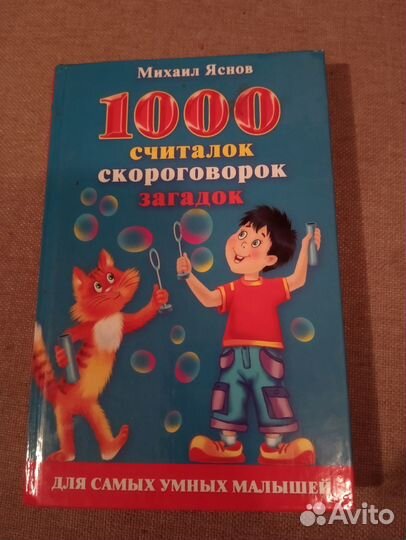 Михаил Яснов
1000
считалок
скороговорок
загадок
ДЛЯ САМЫХ УМНЫХ МАЛЫШЕЙ
Avito